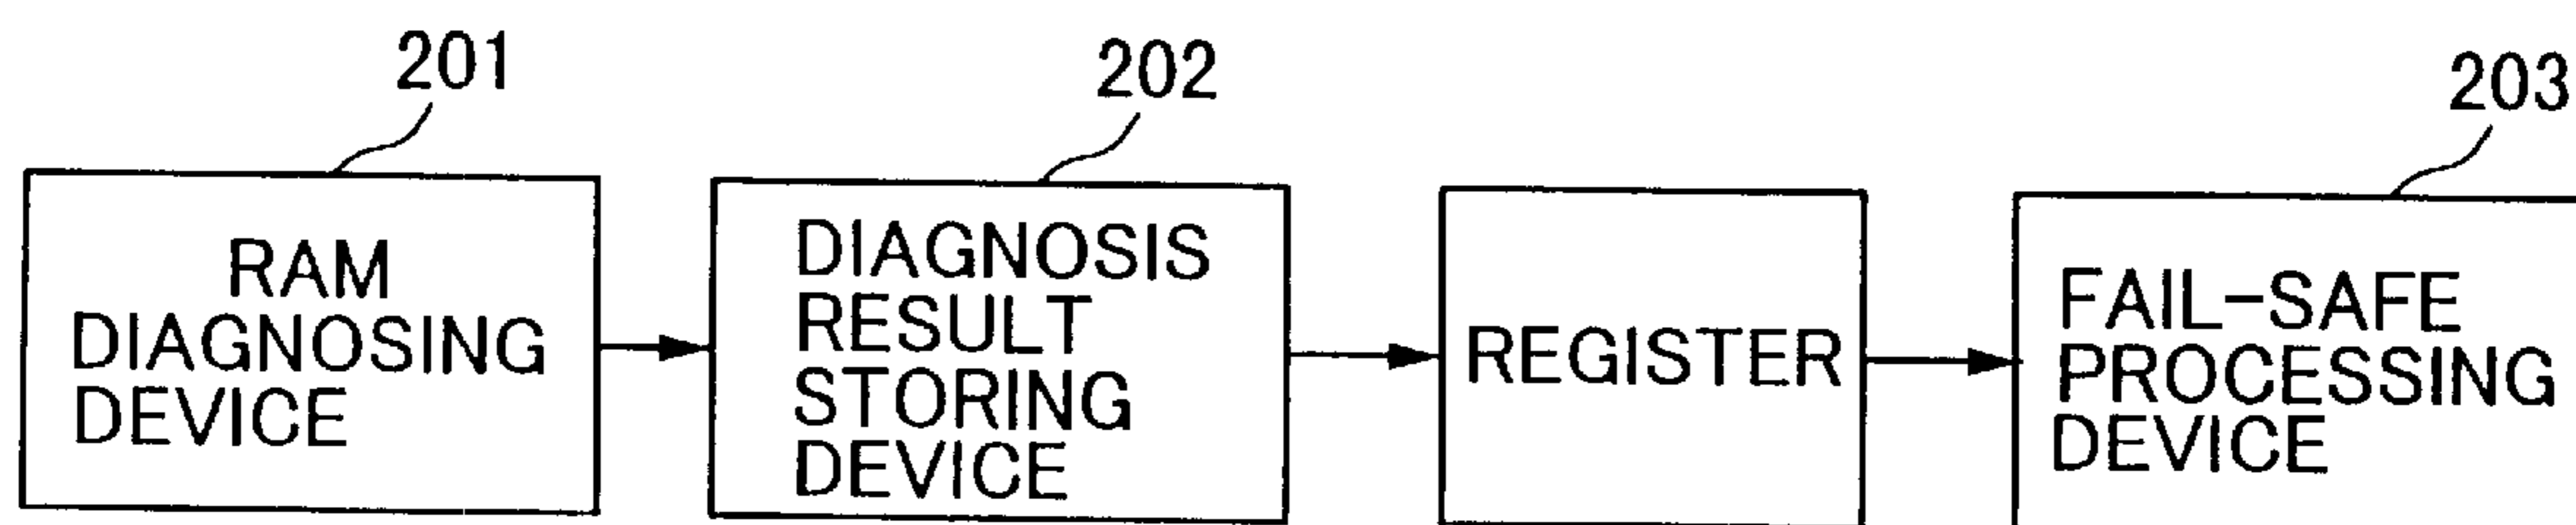 201
202
203
RAM
DIAGNOSING
DEVICE
DIAGNOSIS
RESULT
STORING
DEVICE
REGISTER
FAIL-SAFE
PROCESSING
DEVICE